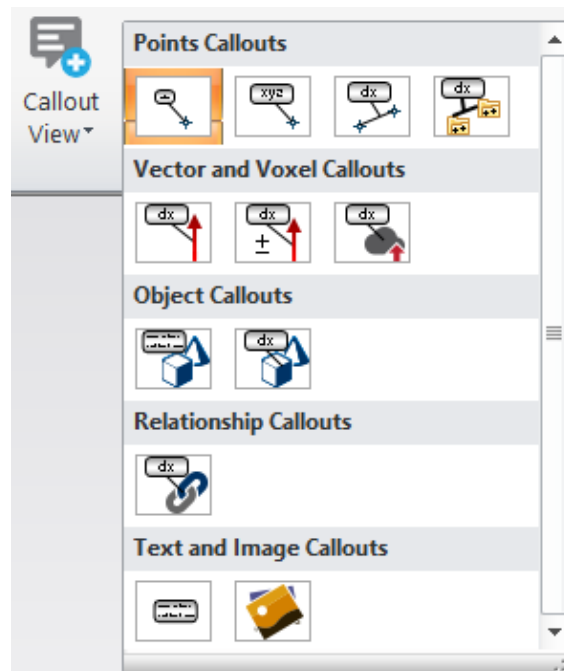 Callout
View
Points Callouts
xyz
dx
dx
Vector and Voxel Callouts
dx
dx
±
dx
Object Callouts
dx
Relationship Callouts
dx
Text and Image Callouts